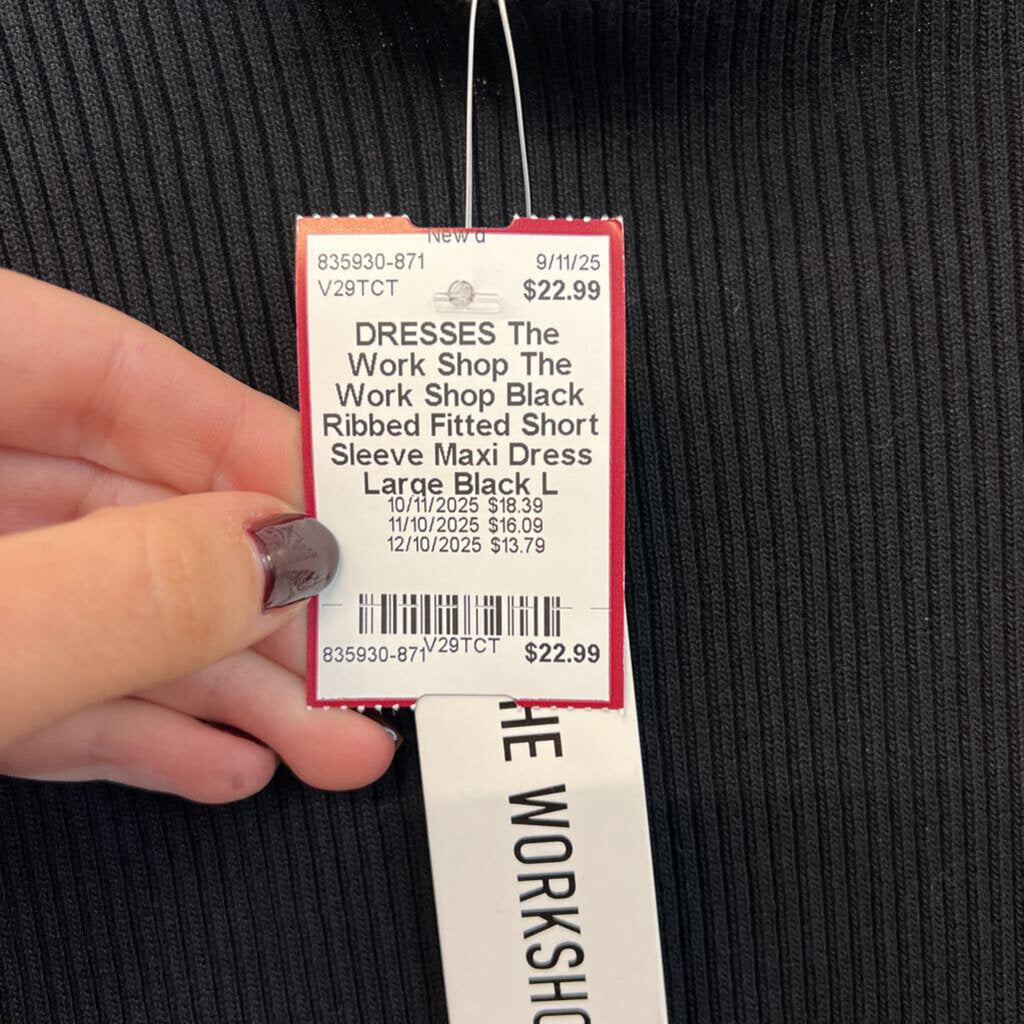 New'd
835930-871 9/11/25
V29TCT $22.99
DRESSES The
Work Shop The
Work Shop Black
Ribbed Fitted Short
Sleeve Maxi Dress
Large Black L
10/11/2025 $18.39
11/10/2025 $16.09
12/10/2025 $13.79
835930-871 V29TCT $22.99
HE WORKSHO